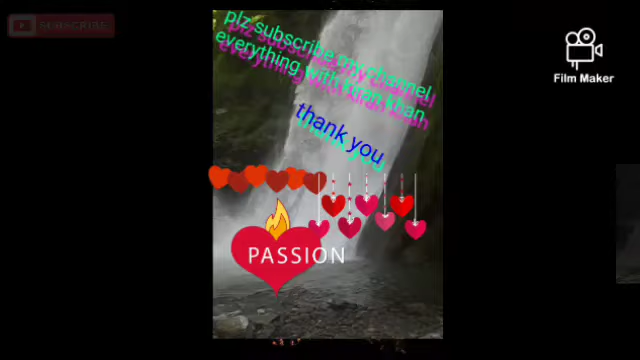 SUBSCRIBE
plz subscribe my channel
everything with kiran khan
thank you
PASSION
Film Maker